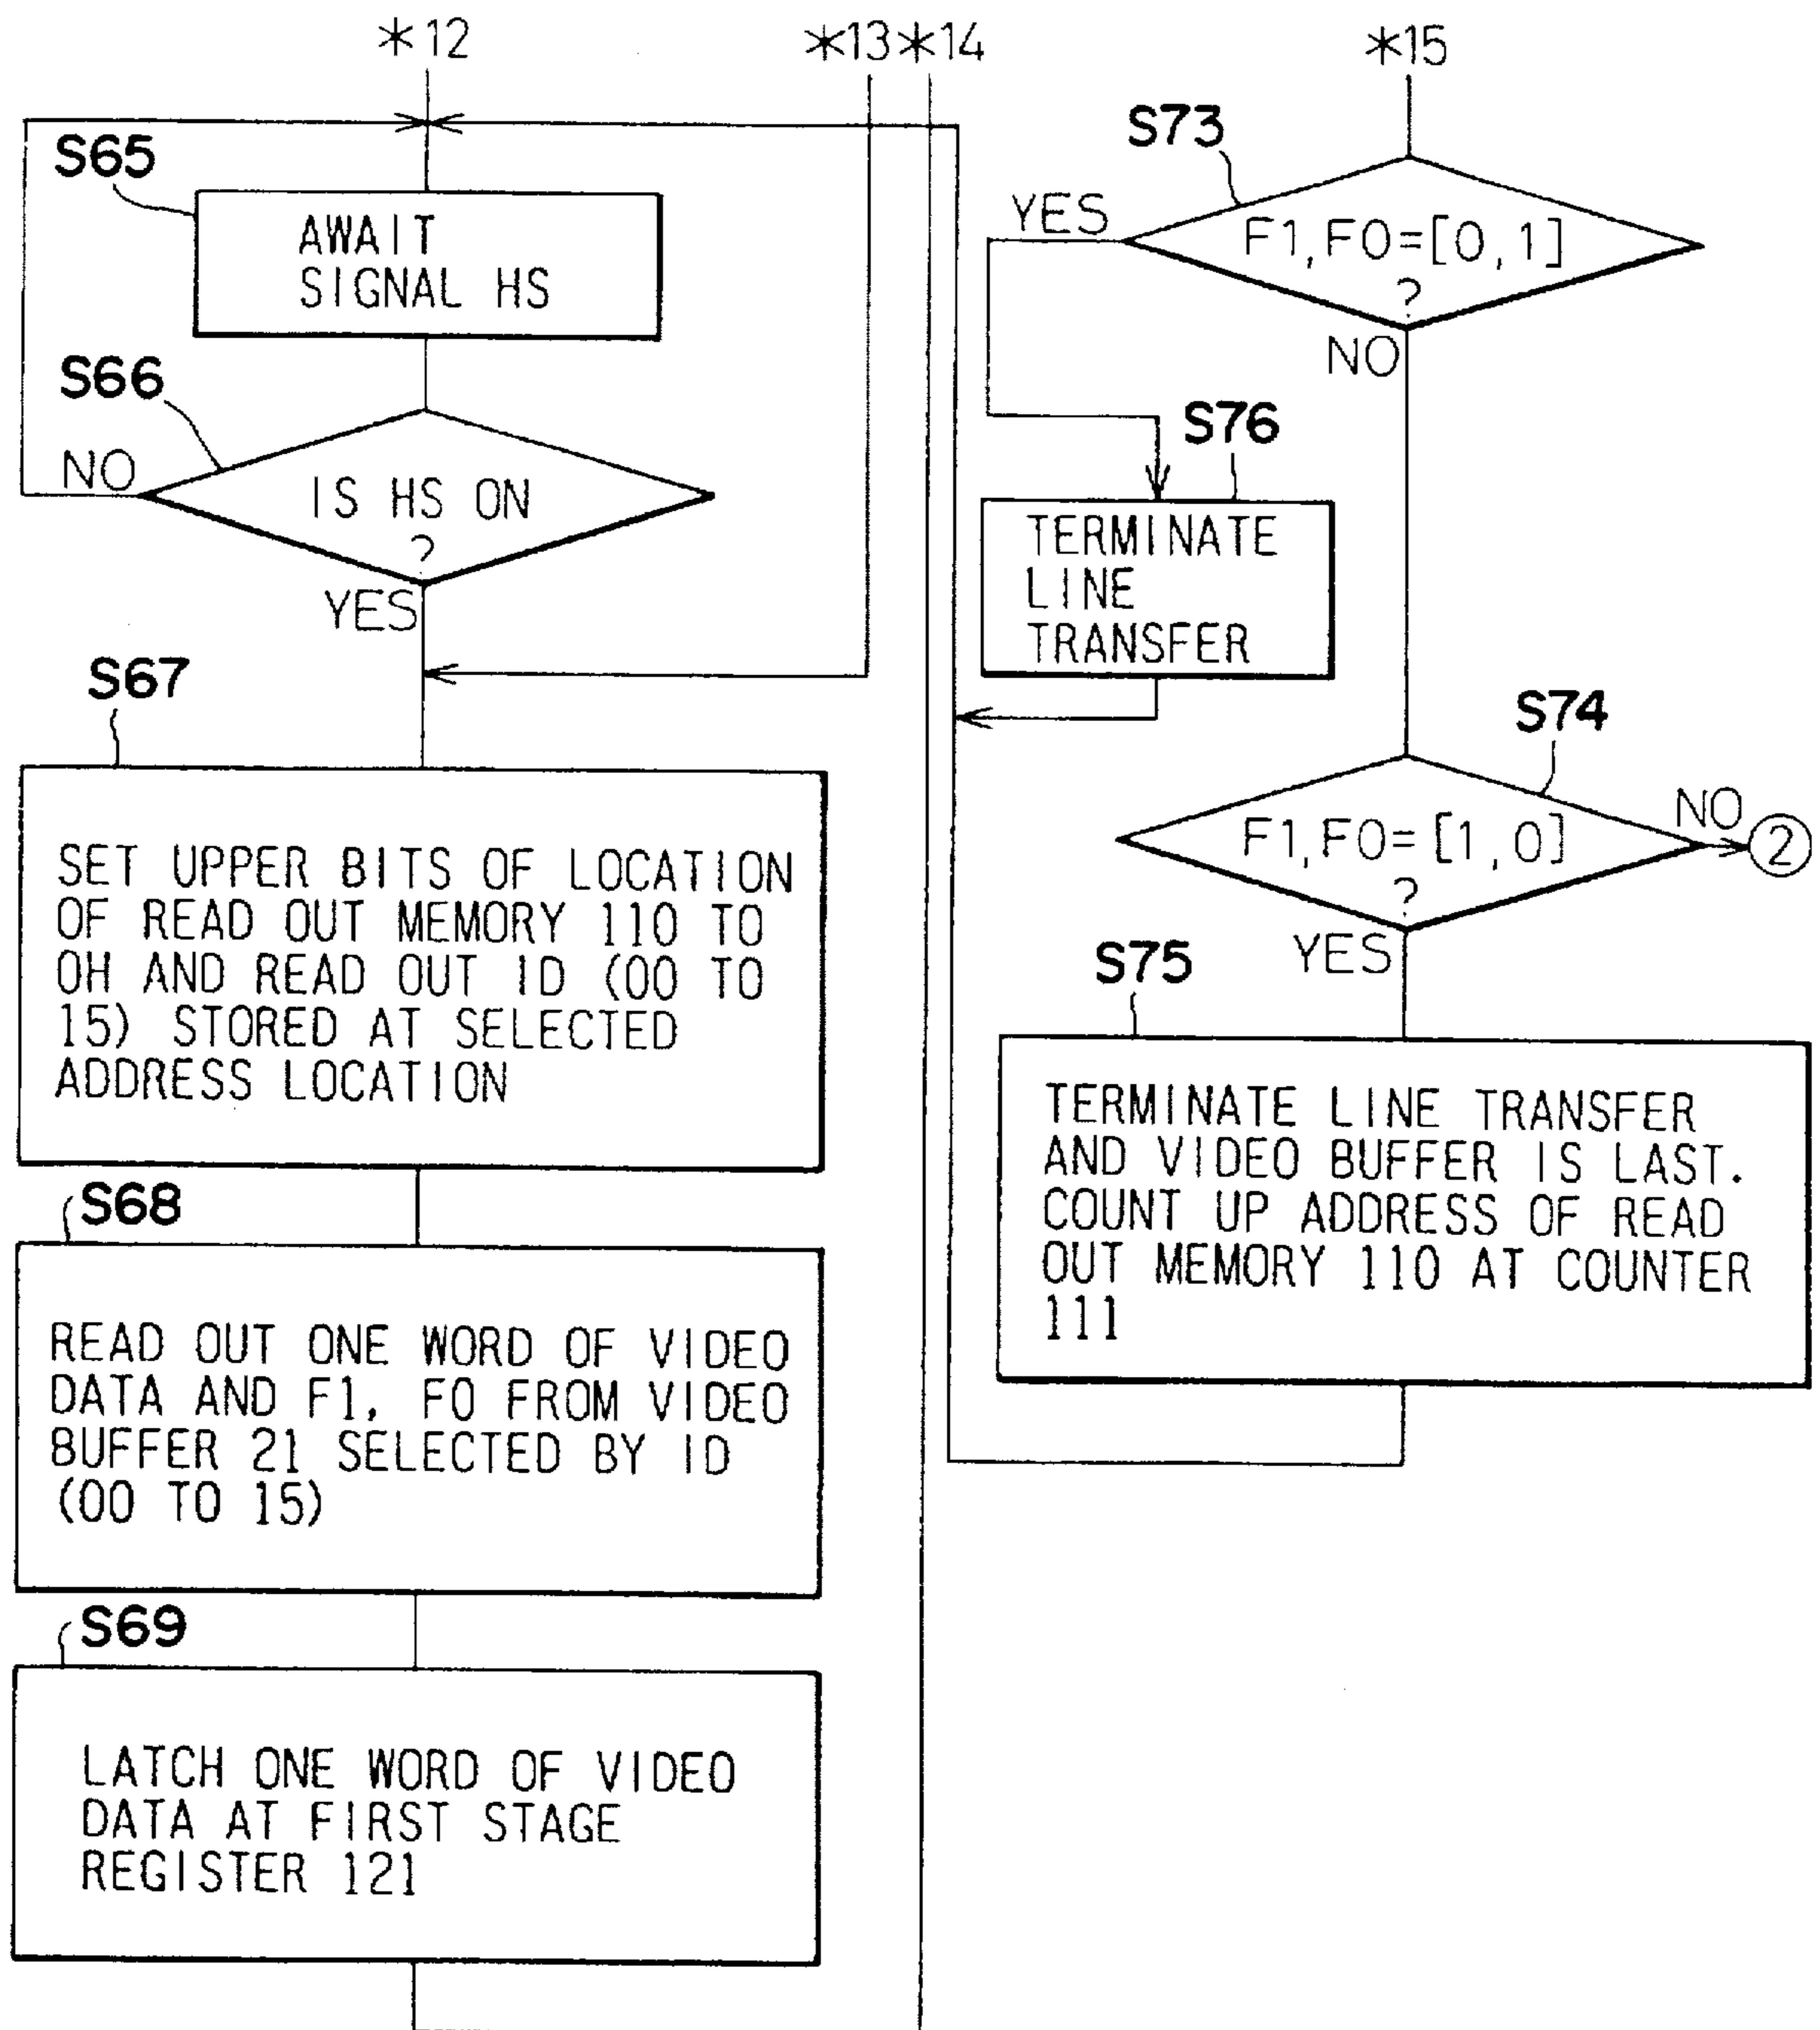 *12
*13*14
*15
S65
AWAIT
SIGNAL HS
S66
NO
IS HS ON
?
YES
S67
SET UPPER BITS OF LOCATION
OF READ OUT MEMORY 110 TO
0H AND READ OUT ID (00 TO
15) STORED AT SELECTED
ADDRESS LOCATION
S68
READ OUT ONE WORD OF VIDEO
DATA AND F1, F0 FROM VIDEO
BUFFER 21 SELECTED BY ID
(00 TO 15)
S69
LATCH ONE WORD OF VIDEO
DATA AT FIRST STAGE
REGISTER 121
S73
YES
F1,F0=[0,1]
?
NO
S76
TERMINATE
LINE
TRANSFER
S74
F1,F0=[1,0]
?
NO
2
YES
S75
TERMINATE LINE TRANSFER
AND VIDEO BUFFER IS LAST.
COUNT UP ADDRESS OF READ
OUT MEMORY 110 AT COUNTER
111